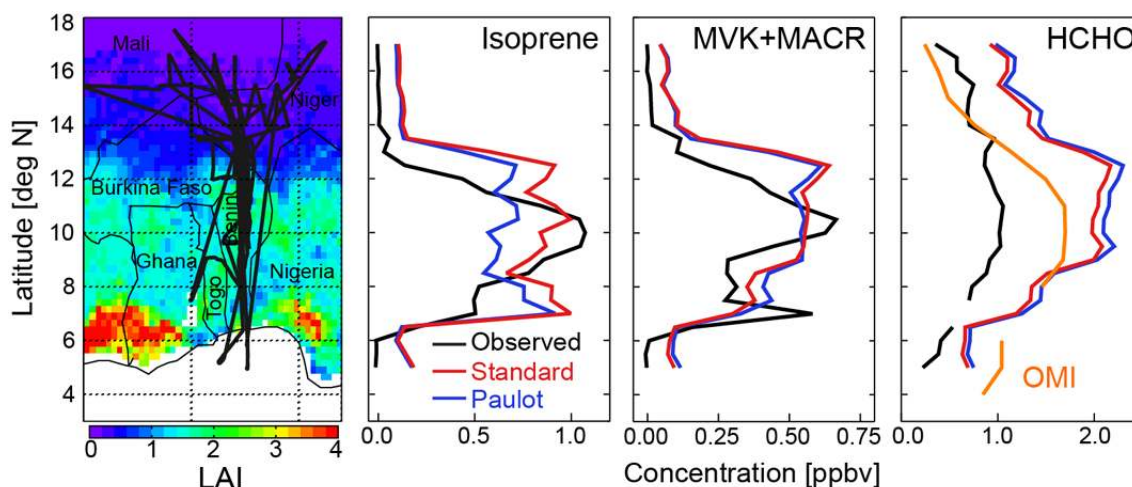 Isoprene
MVK+MACR
HCHO
Latitude [deg N]
18
16
14
12
10
8
6
4
Mali
Niger
Burkina Faso
Benin
Ghana
Togo
Nigeria
Observed
Standard
Paulot
OMI
0.0 0.5 1.0
0.00 0.25 0.50 0.75
0.0 1.0 2.0
0 1 2 3 4
LAI
Concentration [ppbv]